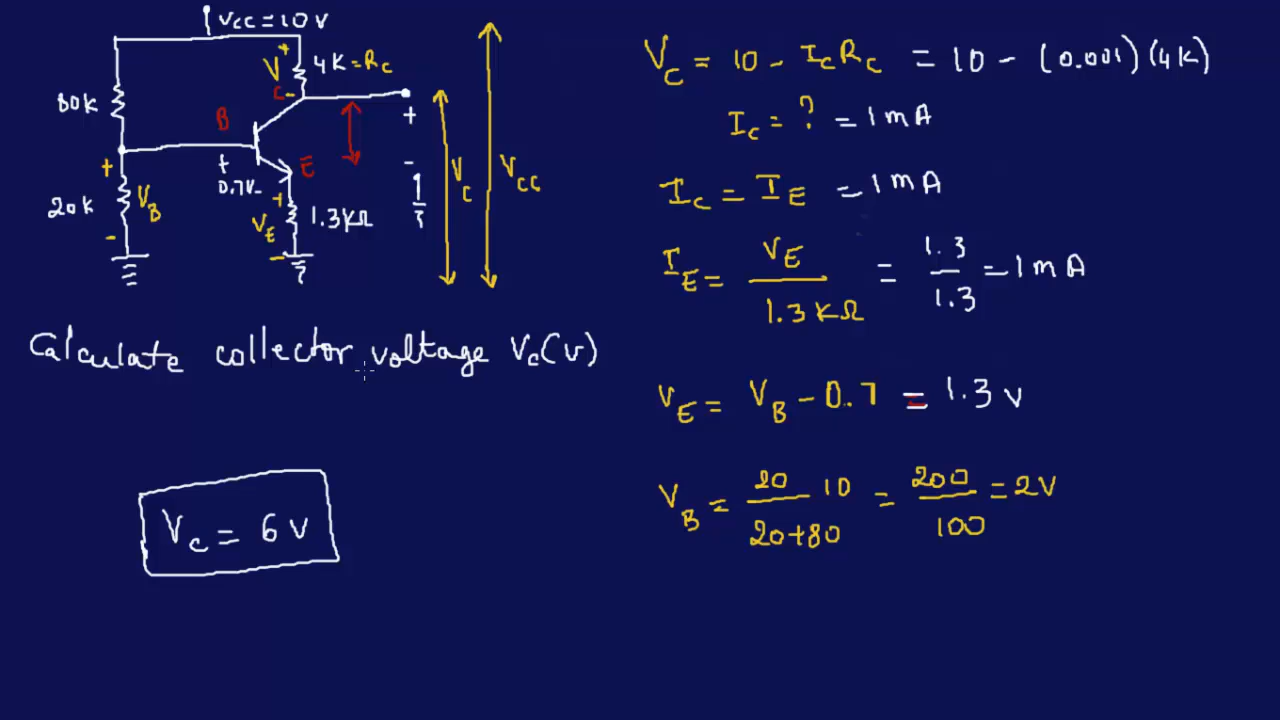 Vcc = 10 V
80K
4K = Rc
V
+
C -
B
E
+
0.7V-
+
VB
-
20K
+
VE
-
1.3KΩ
+
-
Vc
Vcc
Calculate collector voltage Vc(v)
Vc = 6 v
Vc = 10 - IcRc = 10 - (0.001)(4K)
Ic = ? = 1mA
Ic = IE = 1mA
IE = VE / 1.3KΩ = 1.3 / 1.3 = 1mA
VE = VB - 0.7 = 1.3 v
VB = 20 / 20+80 10 = 200 / 100 = 2V